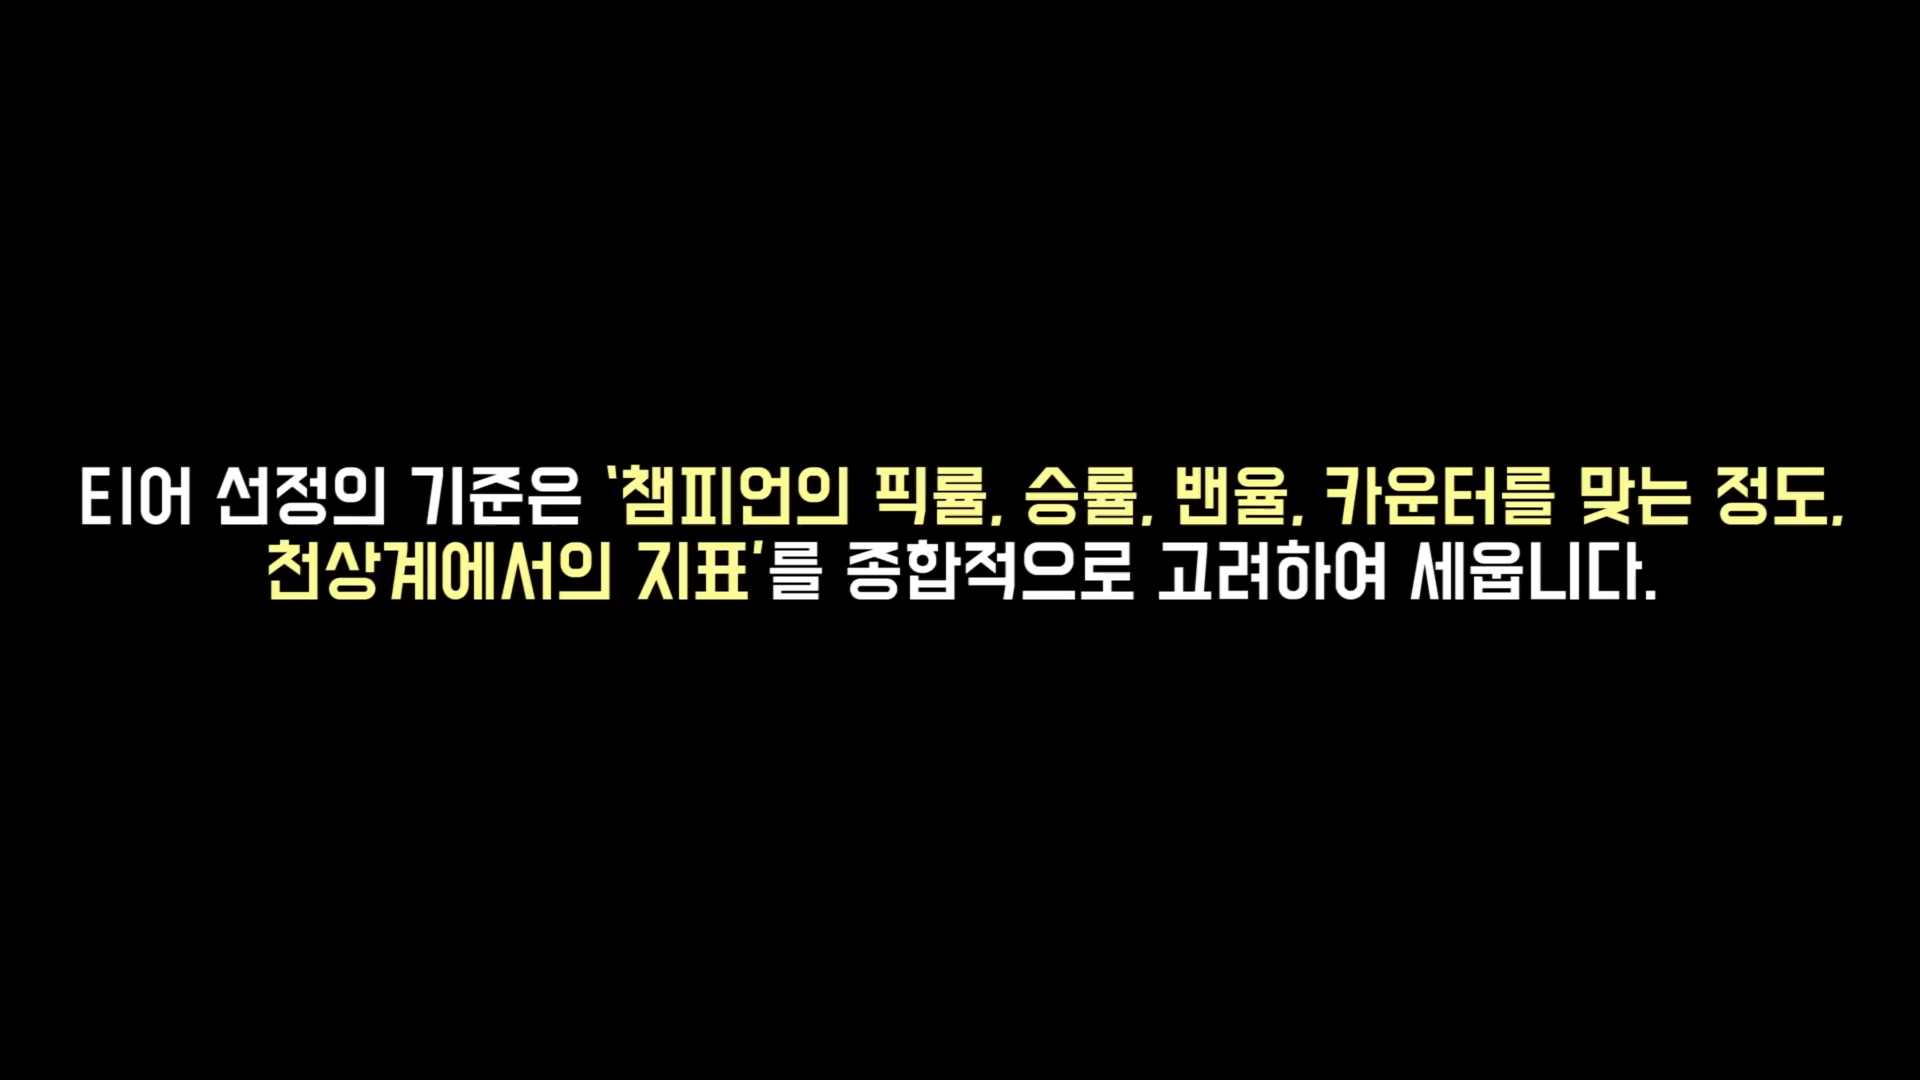 티어 선정의 기준은 '챔피언의 픽률, 승률, 밴율, 카운터를 맞는 정도,
천상계에서의 지표'를 종합적으로 고려하여 세웁니다.